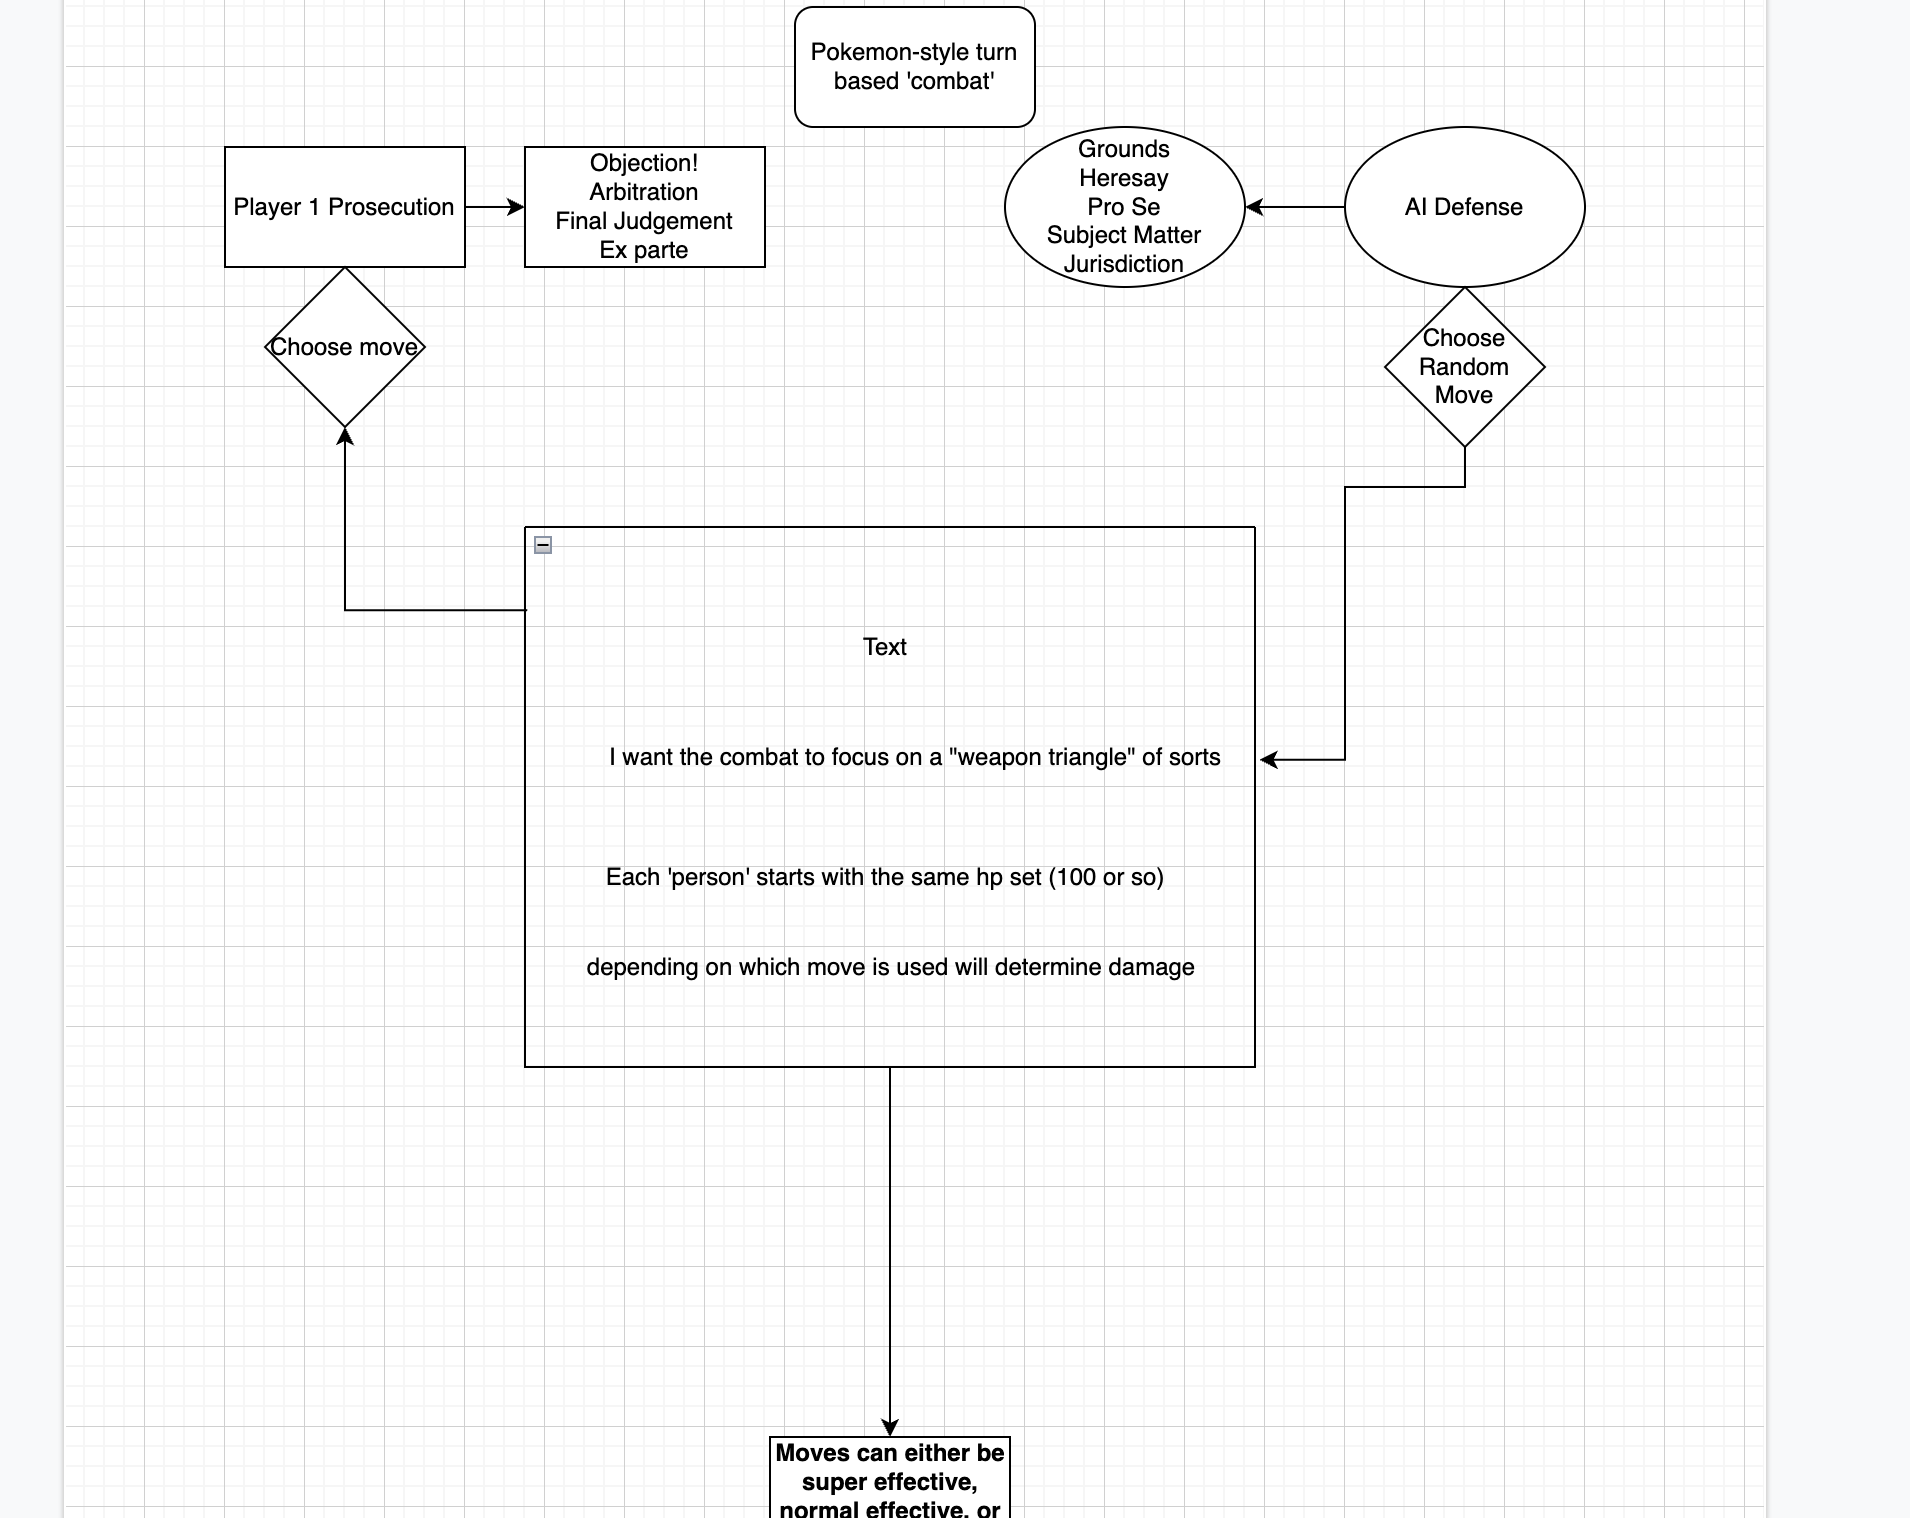 Pokemon-style turn
based 'combat'
Player 1 Prosecution
Objection!
Arbitration
Final Judgement
Ex parte
Grounds
Heresay
Pro Se
Subject Matter
Jurisdiction
AI Defense
Choose move
Choose
Random
Move
Text
I want the combat to focus on a "weapon triangle" of sorts
Each 'person' starts with the same hp set (100 or so)
depending on which move is used will determine damage
Moves can either be
super effective,
normal effective, or